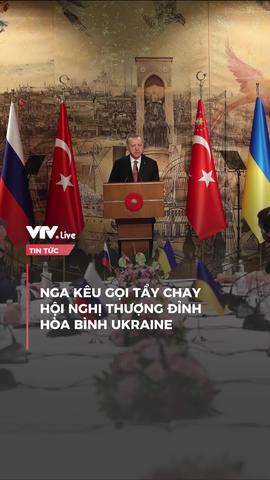 VTV Live
TIN TỨC
NGA KÊU GỌI TẨY CHAY
HỘI NGHỊ THƯỢNG ĐỈNH
HÒA BÌNH UKRAINE